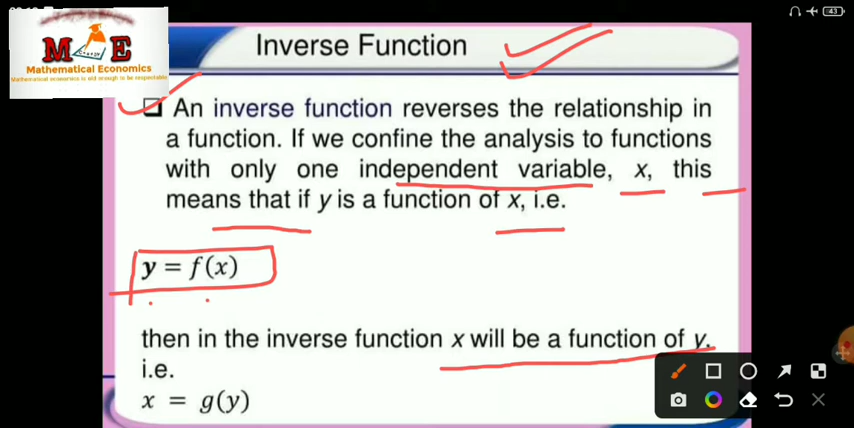 M E
Mathematical Economics
Inverse Function
An inverse function reverses the relationship in
a function. If we confine the analysis to functions
with only one independent variable, x, this
means that if y is a function of x, i.e.
y = f(x)
then in the inverse function x will be a function of y.
i.e.
x = g(y)
43